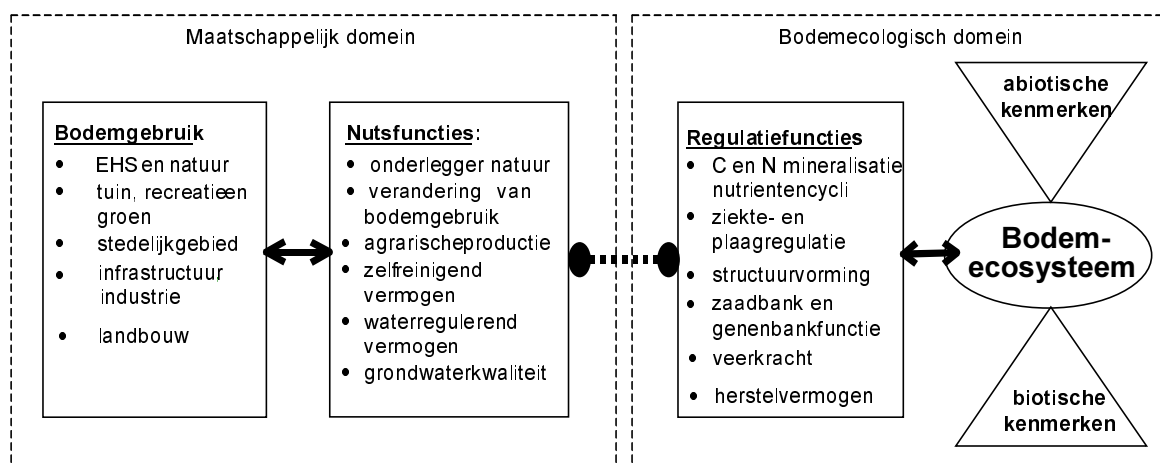 Maatschappelijk domein
Bodemgebruik
• EHS en natuur
• tuin, recreatieen
groen
• stedelijkgebied
• infrastructuur,
industrie
• landbouw
Nutsfuncties:
• onderlegger natuur
• verandering van
bodemgebruik
• agrarischeproductie
• zelfreinigend
vermogen
• waterregulerend
vermogen
• grondwaterkwaliteit
Bodemecologisch domein
Regulatiefuncties
• C en N mineralisatie
nutrientencycli
• ziekte- en
plaagregulatie
• structuurvorming
• zaadbank en
genenbankfunctie
• veerkracht
• herstelvermogen
abiotische
kenmerken
Bodem-
ecosysteem
biotische
kenmerken